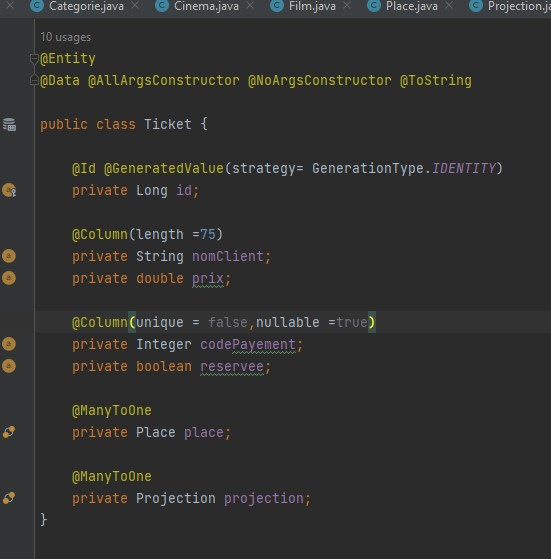 Categorie.java × Cinema.java × Film.java × Place.java × Projection.ja
10 usages
@Entity
@Data @AllArgsConstructor @NoArgsConstructor @ToString
public class Ticket {
@Id @GeneratedValue(strategy= GenerationType.IDENTITY)
private Long id;
@Column(length =75)
private String nomClient;
private double prix;
@Column(unique = false,nullable =true)
private Integer codePayement;
private boolean reservee;
@ManyToOne
private Place place;
@ManyToOne
private Projection projection;
}